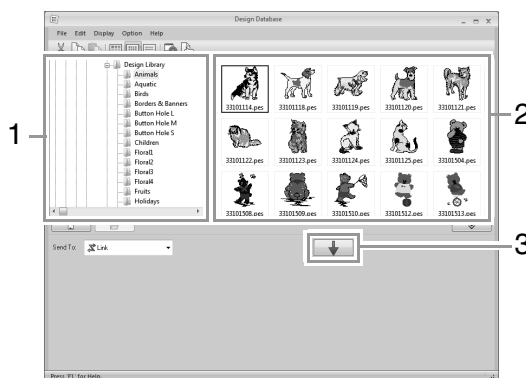 Design Database
File Edit Display Option Help
Design Library
Animals
Aquatic
Birds
Borders & Banners
Button Hole L
Button Hole M
Button Hole S
Children
Floral1
Floral2
Floral3
Floral4
Fruits
Holidays
1
33101114.pes 33101118.pes 33101119.pes 33101120.pes 33101121.pes
33101122.pes 33101123.pes 33101124.pes 33101125.pes 33101504.pes
33101508.pes 33101509.pes 33101510.pes 33101512.pes 33101513.pes
2
Send To: Link
3
Press 'F1' for Help.